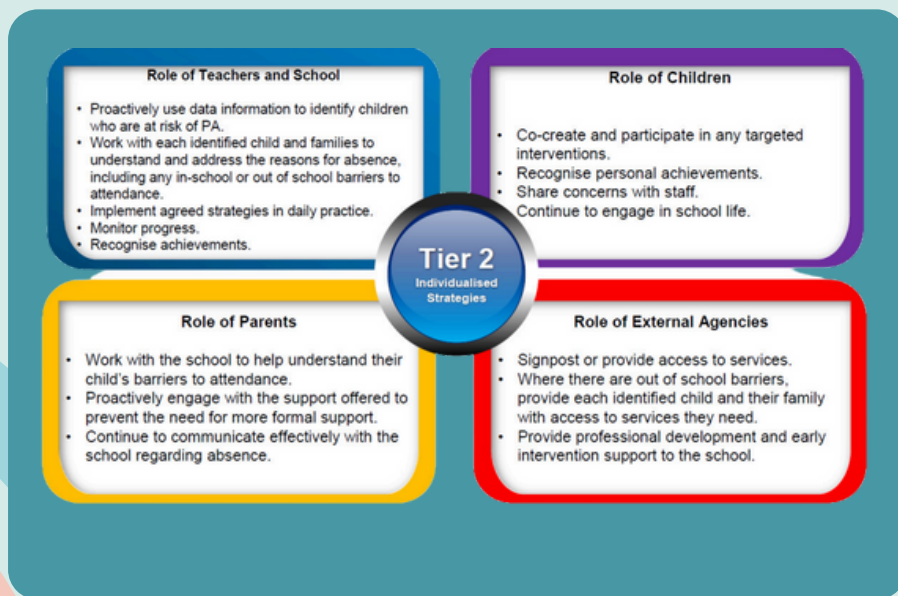 Role of Teachers and School
• Proactively use data information to identify children
who are at risk of PA.
• Work with each identified child and families to
understand and address the reasons for absence,
including any in-school or out of school barriers to
attendance.
• Implement agreed strategies in daily practice.
• Monitor progress.
• Recognise achievements.
Role of Children
• Co-create and participate in any targeted
interventions.
• Recognise personal achievements.
• Share concerns with staff.
Continue to engage in school life.
Tier 2
Individualised
Strategies
Role of Parents
• Work with the school to help understand their
child's barriers to attendance.
• Proactively engage with the support offered to
prevent the need for more formal support.
• Continue to communicate effectively with the
school regarding absence.
Role of External Agencies
• Signpost or provide access to services.
• Where there are out of school barriers,
provide each identified child and their family
with access to services they need.
• Provide professional development and early
intervention support to the school.